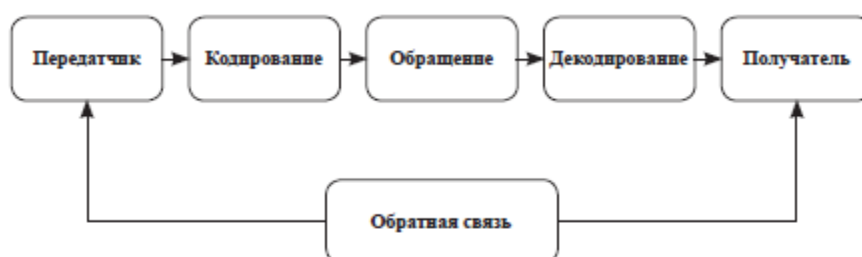 Передатчик
Кодирование
Обращение
Декодирование
Получатель
Обратная связь